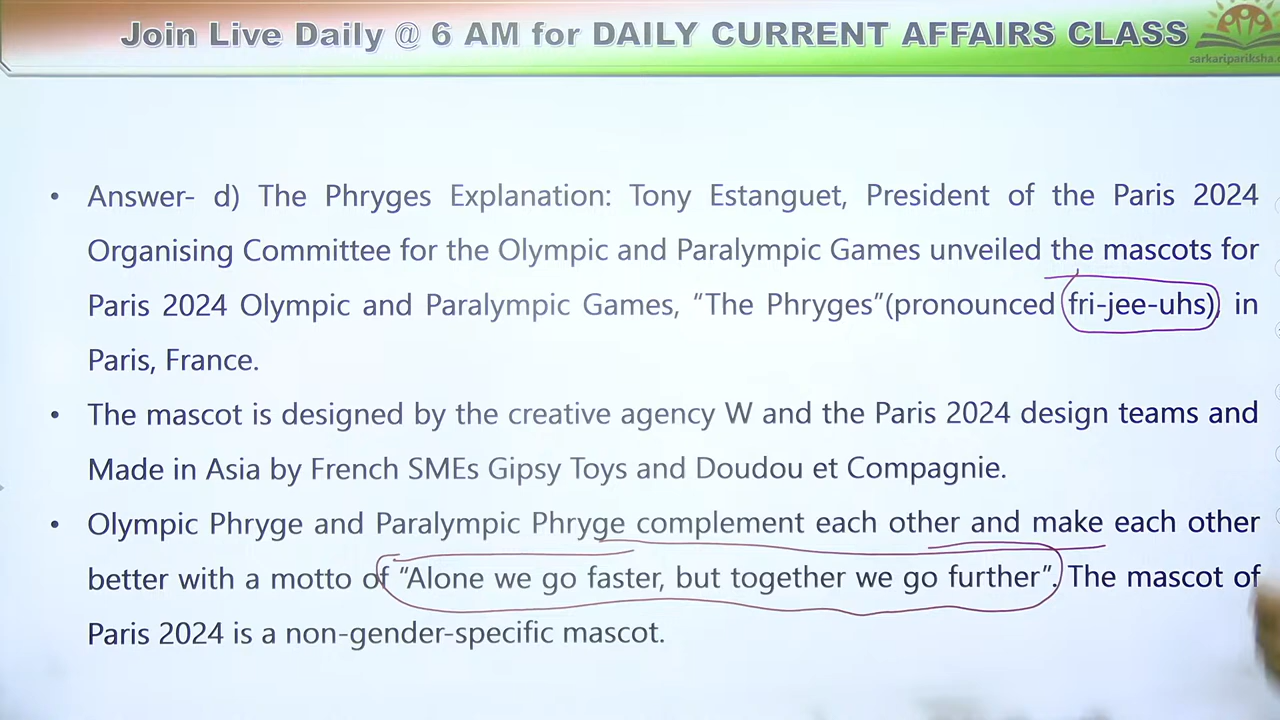 Join Live Daily @ 6 AM for DAILY CURRENT AFFAIRS CLASS
• Answer- d) The Phryges Explanation: Tony Estanguet, President of the Paris 2024
Organising Committee for the Olympic and Paralympic Games unveiled the mascots for
Paris 2024 Olympic and Paralympic Games, “The Phryges”(pronounced fri-jee-uhs), in
Paris, France.
• The mascot is designed by the creative agency W and the Paris 2024 design teams and
Made in Asia by French SMEs Gipsy Toys and Doudou et Compagnie.
• Olympic Phryge and Paralympic Phryge complement each other and make each other
better with a motto of “Alone we go faster, but together we go further”. The mascot of
Paris 2024 is a non-gender-specific mascot.